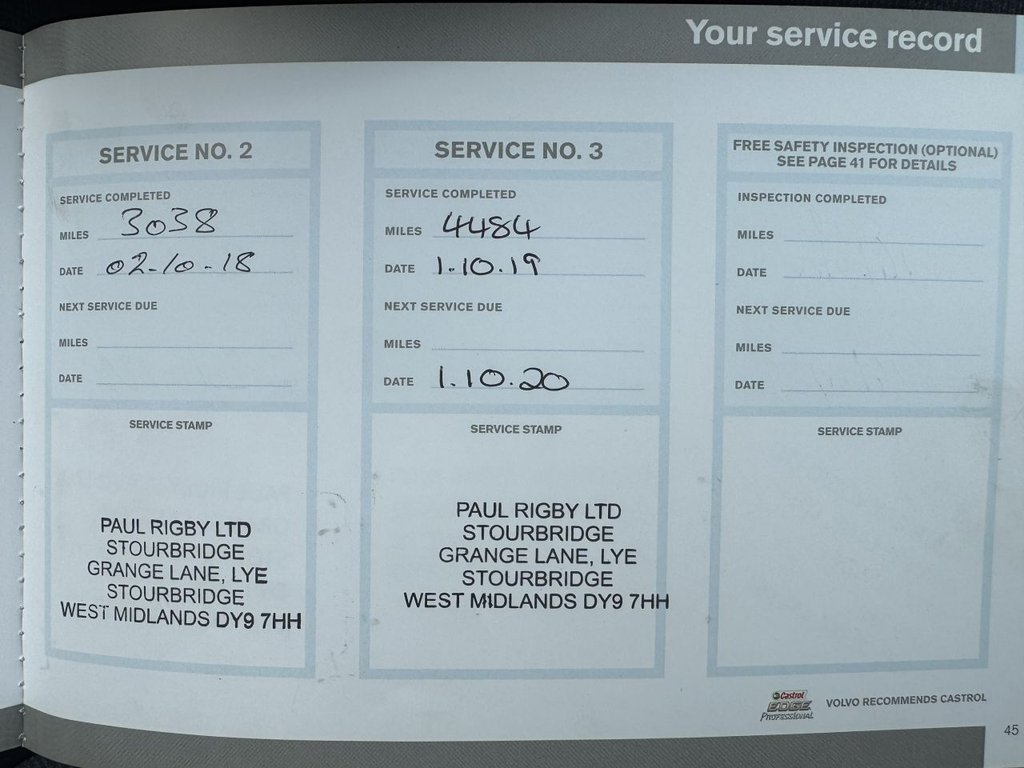 Your service record
SERVICE NO. 2
SERVICE COMPLETED
MILES 3038
DATE 02-10-18
NEXT SERVICE DUE
MILES
DATE
SERVICE STAMP
PAUL RIGBY LTD
STOURBRIDGE
GRANGE LANE, LYE
STOURBRIDGE
WEST MIDLANDS DY9 7HH
SERVICE NO. 3
SERVICE COMPLETED
MILES 4484
DATE 1.10.19
NEXT SERVICE DUE
MILES
DATE 1.10.20
SERVICE STAMP
PAUL RIGBY LTD
STOURBRIDGE
GRANGE LANE, LYE
STOURBRIDGE
WEST MIDLANDS DY9 7HH
FREE SAFETY INSPECTION (OPTIONAL)
SEE PAGE 41 FOR DETAILS
INSPECTION COMPLETED
MILES
DATE
NEXT SERVICE DUE
MILES
DATE
SERVICE STAMP
Castrol
EDGE
PROFESSIONAL
VOLVO RECOMMENDS CASTROL
45